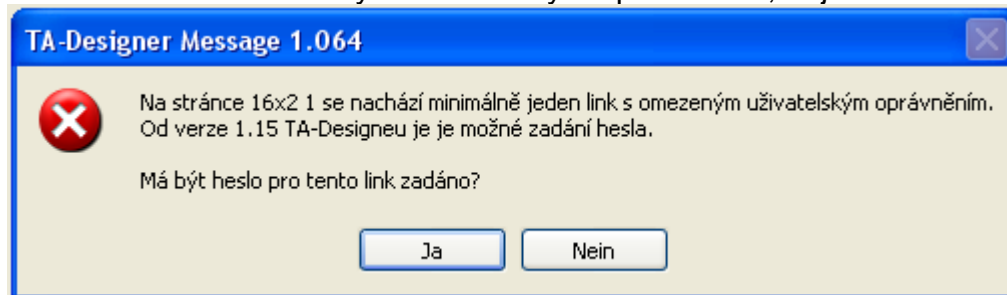 TA-Designer Message 1.064
Na stránce 16x2 1 se nachází minimálně jeden link s omezeným uživatelským oprávněním.
Od verze 1.15 TA-Designeu je je možné zadání hesla.
Má být heslo pro tento link zadáno?
Ja Nein